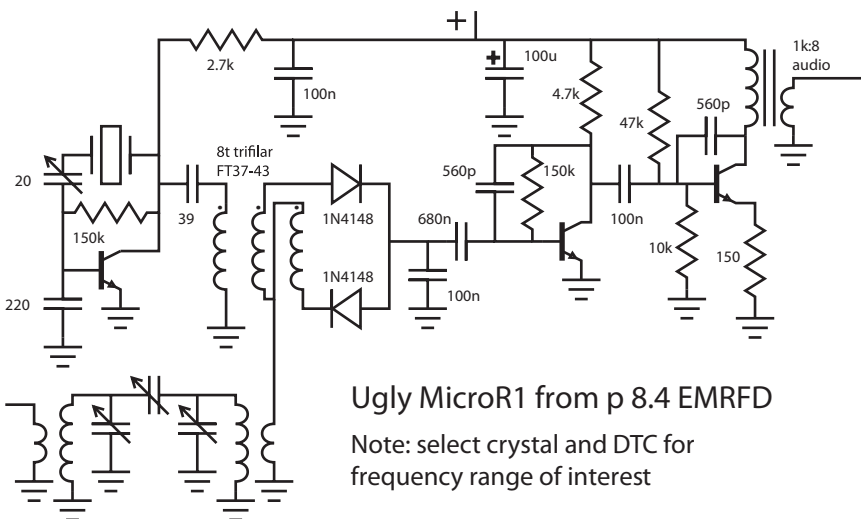 +
1k:8
audio
2.7k
100n
+
100u
4.7k
47k
560p
8t trifilar
FT37-43
20
150k
39
1N4148
560p
150k
680n
100n
10k
150
1N4148
100n
220
Ugly MicroR1 from p 8.4 EMRFD
Note: select crystal and DTC for
frequency range of interest